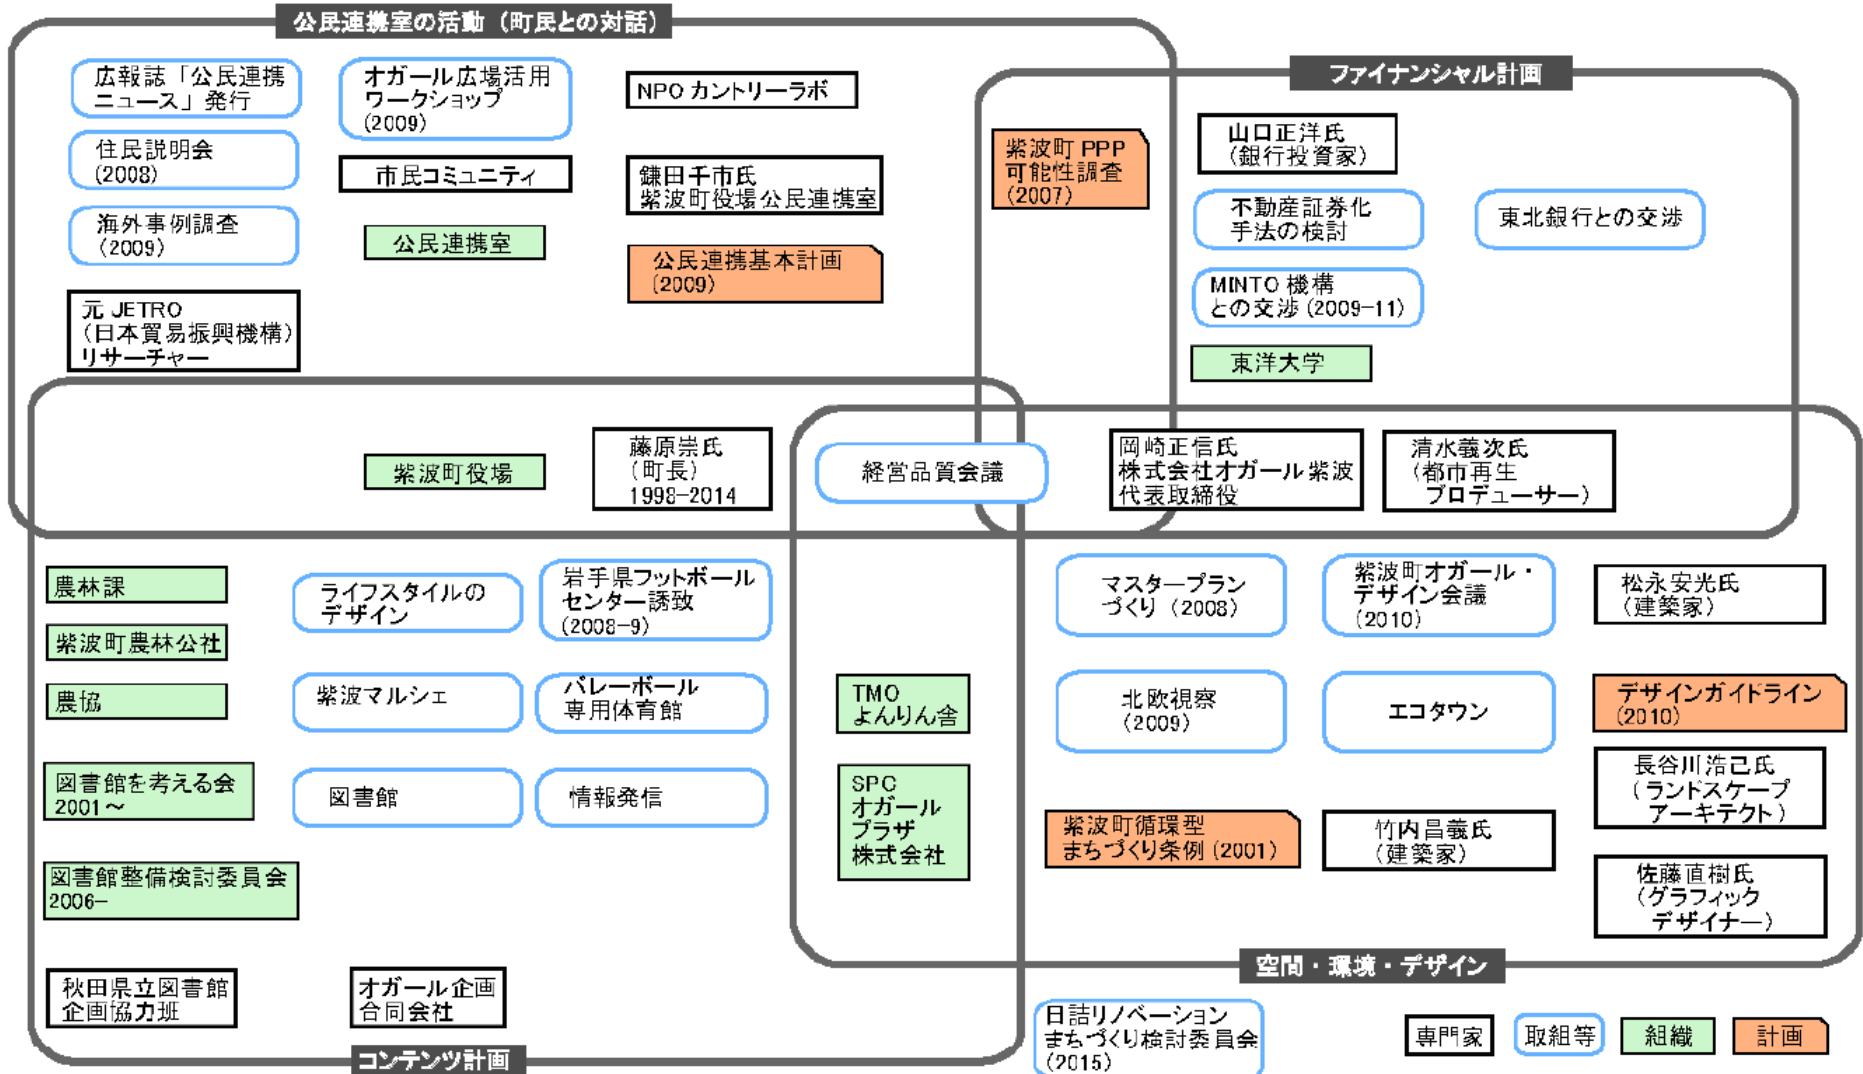 公民連携室の活動（町民との対話）
広報誌「公民連携
ニュース」発行
オガール広場活用
ワークショップ
(2009)
NPO カントリーラボ
住民説明会
(2008)
市民コミュニティ
鎌田千市氏
紫波町役場公民連携室
海外事例調査
(2009)
公民連携室
公民連携基本計画
(2009)
元 JETRO
（日本貿易振興機構）
リサーチャー
ファイナンシャル計画
紫波町 PPP
可能性調査
(2007)
山口正洋氏
（銀行投資家）
不動産証券化
手法の検討
東北銀行との交渉
MINTO 機構
との交渉 (2009-11)
東洋大学
紫波町役場
藤原崇氏
（町長）
1998-2014
経営品質会議
岡崎正信氏
株式会社オガール紫波
代表取締役
清水義次氏
（都市再生
プロデューサー）
農林課
紫波町農林公社
農協
図書館を考える会
2001～
図書館整備検討委員会
2006-
ライフスタイルの
デザイン
岩手県フットボール
センター誘致
(2008-9)
紫波マルシェ
バレーボール
専用体育館
図書館
情報発信
TMO
よんりん舎
SPC
オガール
プラザ
株式会社
マスタープラン
づくり（2008）
紫波町オガール・
デザイン会議
(2010)
松永安光氏
（建築家）
北欧視察
(2009)
エコタウン
デザインガイドライン
(2010)
長谷川浩己氏
（ランドスケープ
アーキテクト）
紫波町循環型
まちづくり条例 (2001)
竹内昌義氏
（建築家）
佐藤直樹氏
（グラフィック
デザイナー）
空間・環境・デザイン
秋田県立図書館
企画協力班
オガール企画
合同会社
コンテンツ計画
日詰リノベーション
まちづくり検討委員会
(2015)
専門家
取組等
組織
計画